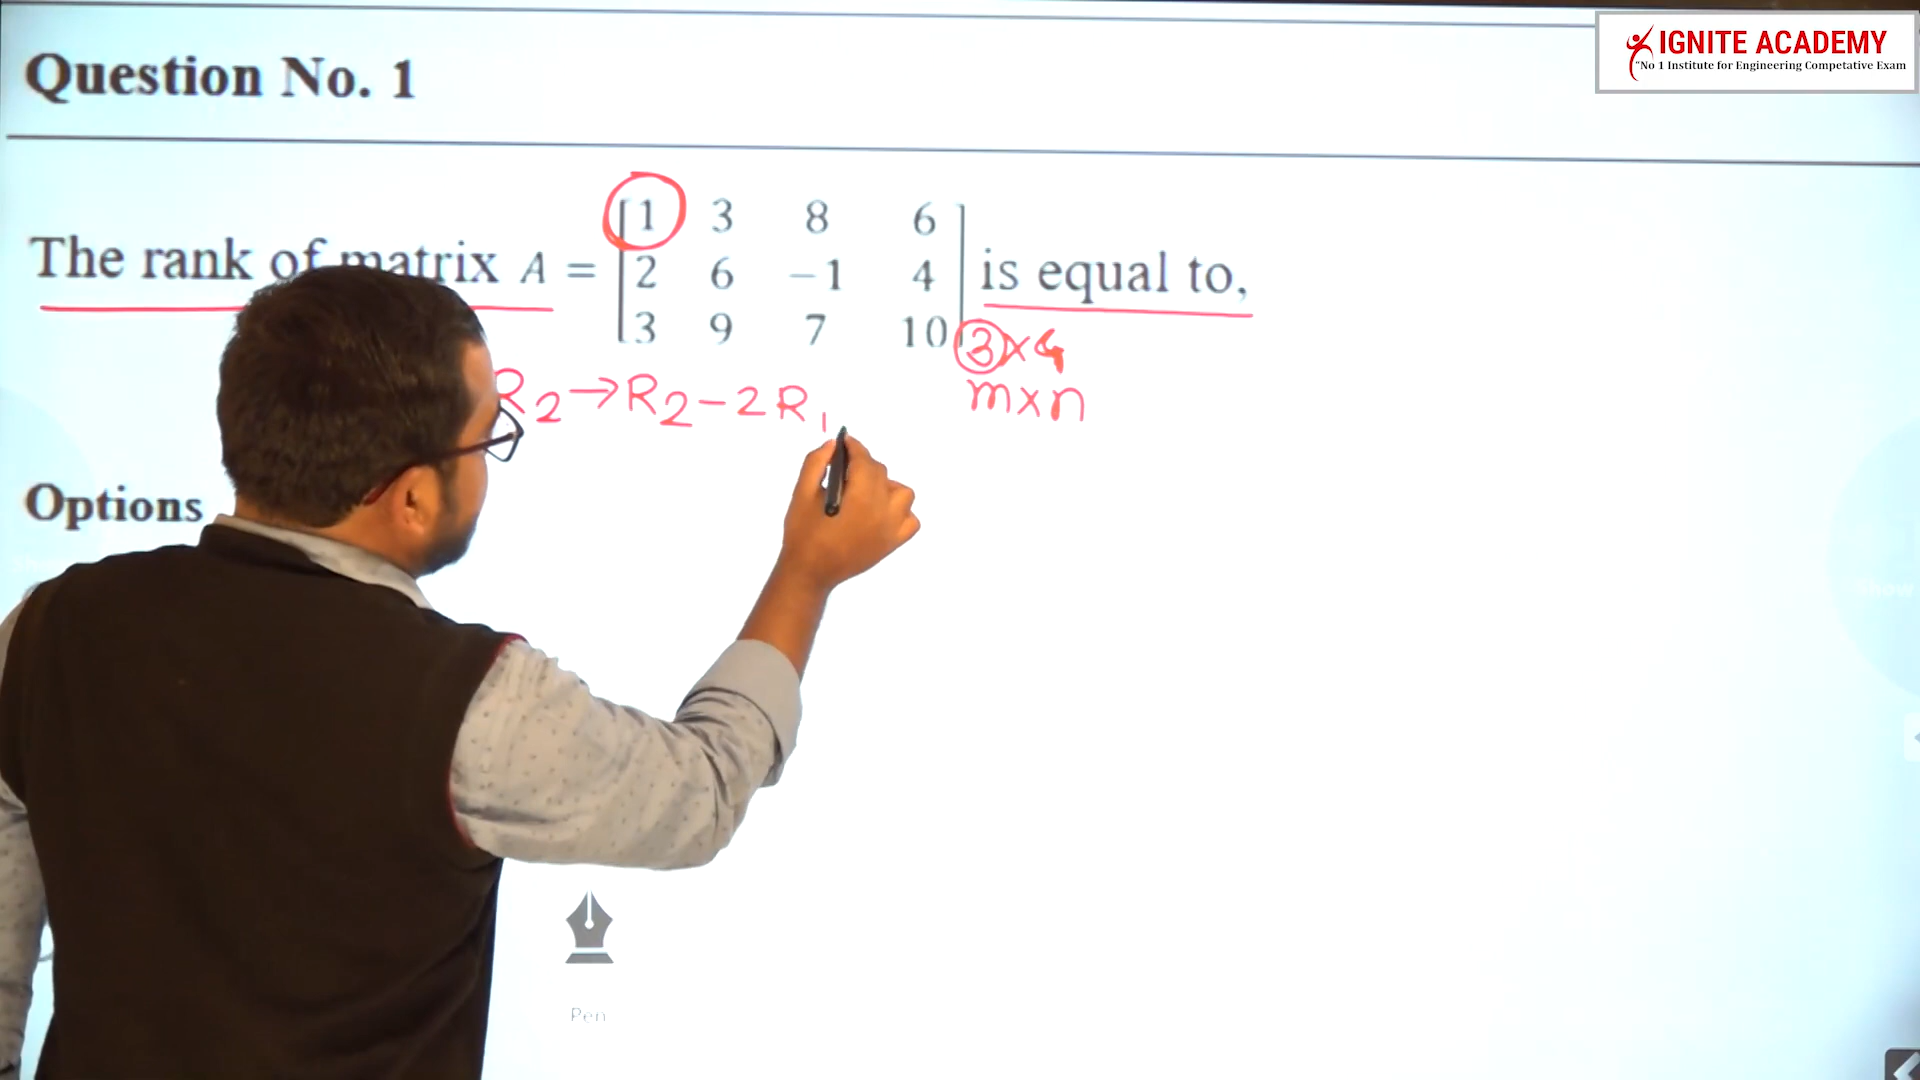 IGNITE ACADEMY
"No 1 Institute for Engineering Competative Exam
Question No. 1
The rank of matrix A = [1 3 8 6
2 6 −1 4
3 9 7 10] is equal to,
3×4
m×n
R2→R2−2R1
Options
Pen